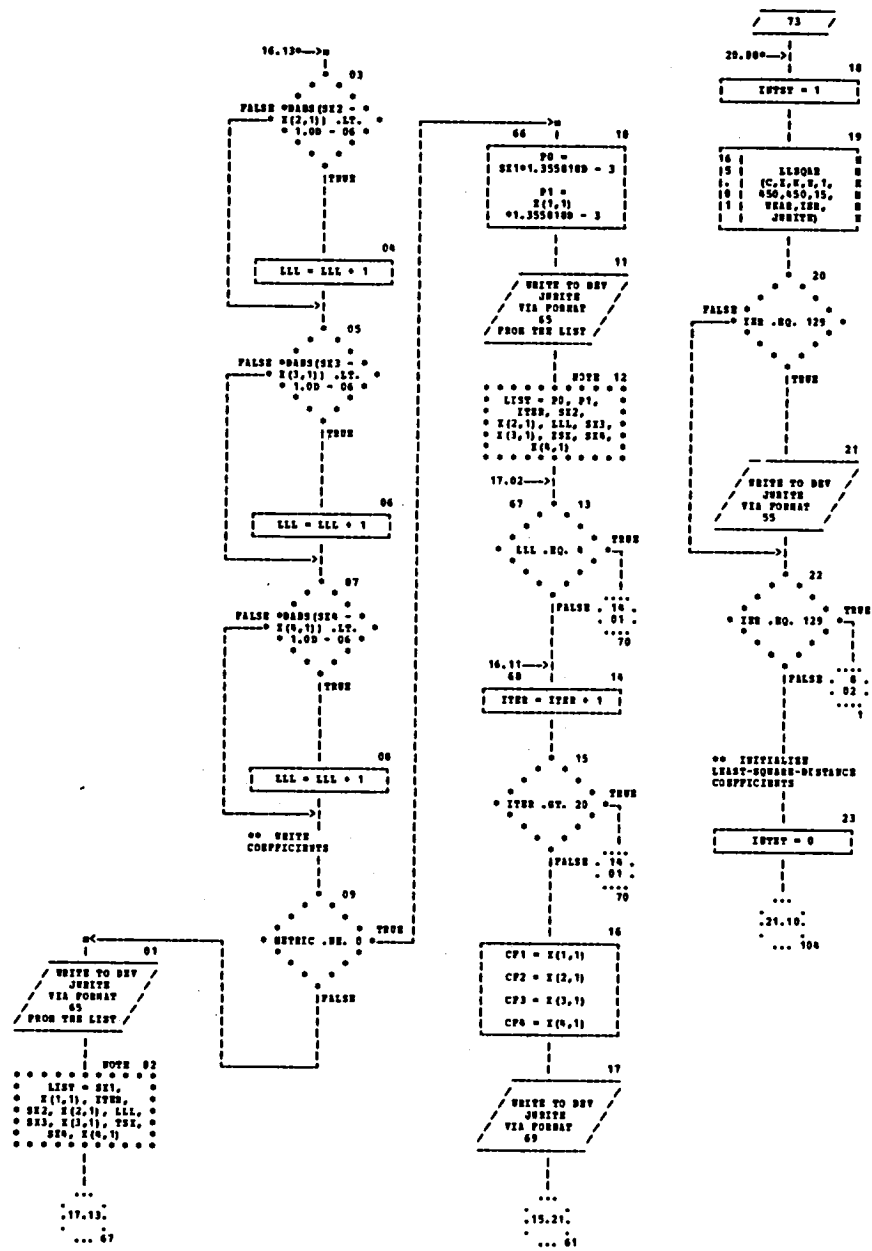 16.13*-->
03
FALSE *DABS(SX2 -
X(2,1)) .LT.
1.0D - 06
TRUE
04
LLL = LLL + 1
05
FALSE *DABS(SX3 -
X(3,1)) .LT.
1.0D - 06
TRUE
06
LLL = LLL + 1
07
FALSE *DABS(SX4 -
X(4,1)) .LT.
1.0D - 06
TRUE
08
LLL = LLL + 1
** WRITE
COEFFICIENTS
09
METRIC .NE. 0
TRUE
FALSE
01
WRITE TO DEV
JWRITE
VIA FORMAT
65
FROM THE LIST
NOTE 02
LIST = SX1,
X(1,1), ITER,
SX2, X(2,1), LLL,
SX3, X(3,1), TSX,
SX4, X(4,1)
17.13
67
66
10
P0 =
SX1*1.355818D - 3
P1 =
X(1,1)
*1.355818D - 3
11
WRITE TO DEV
JWRITE
VIA FORMAT
65
FROM THE LIST
NOTE 12
LIST = P0, P1,
ITER, SX2,
X(2,1), LLL, SX3,
X(3,1), SX4,
X(4,1)
17.02-->
67
13
LLL .EQ. 4
TRUE
FALSE
14
01
70
16.11-->
68
14
ITER = ITER + 1
15
ITER .GT. 20
TRUE
FALSE
14
01
70
16
CF1 = X(1,1)
CF2 = X(2,1)
CF3 = X(3,1)
CF4 = X(4,1)
17
WRITE TO DEV
JWRITE
VIA FORMAT
69
15.21
61
73
18
INTST = 1
19
16
5
.
0
1
LLSQAR
450,450,15,
WKAR,IER,
JWRITE)
20
FALSE
IER .EQ. 129
TRUE
21
WRITE TO DEV
JWRITE
VIA FORMAT
55
22
IER .EQ. 129
TRUE
FALSE
02
1
** INITIALISE
LEAST-SQUARE-DISTANCE
COEFFICIENTS
23
INTST = 0
21.10
104